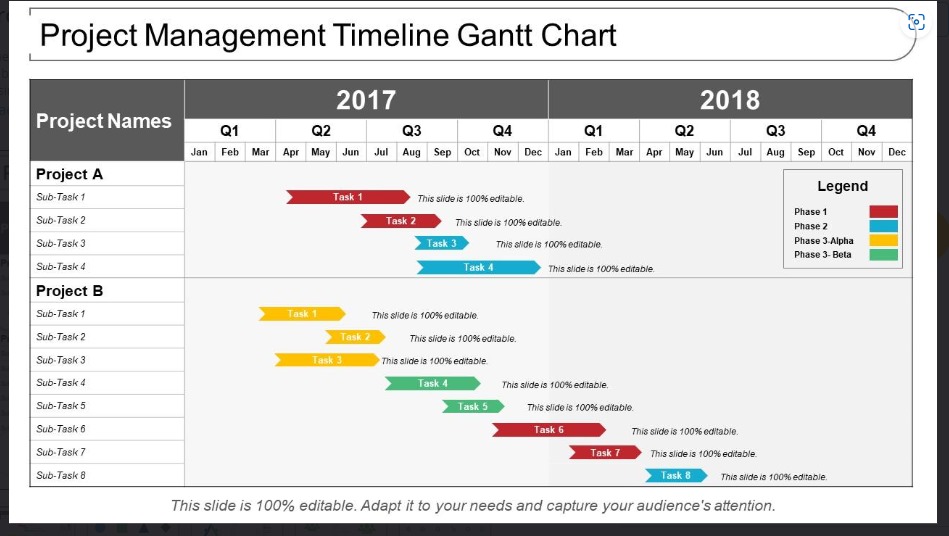 Project Management Timeline Gantt Chart
Project Names
2017 2018
Q1 Q2 Q3 Q4 Q1 Q2 Q3 Q4
Jan Feb Mar Apr May Jun Jul Aug Sep Oct Nov Dec Jan Feb Mar Apr May Jun Jul Aug Sep Oct Nov Dec
Project A
Sub-Task 1 Task 1 This slide is 100% editable.
Sub-Task 2 Task 2 This slide is 100% editable.
Sub-Task 3 Task 3 This slide is 100% editable.
Sub-Task 4 Task 4 This slide is 100% editable.
Legend
Phase 1
Phase 2
Phase 3-Alpha
Phase 3- Beta
Project B
Sub-Task 1 Task 1 This slide is 100% editable.
Sub-Task 2 Task 2 This slide is 100% editable.
Sub-Task 3 Task 3 This slide is 100% editable.
Sub-Task 4 Task 4 This slide is 100% editable.
Sub-Task 5 Task 5 This slide is 100% editable.
Sub-Task 6 Task 6 This slide is 100% editable.
Sub-Task 7 Task 7 This slide is 100% editable.
Sub-Task 8 Task 8 This slide is 100% editable.
This slide is 100% editable. Adapt it to your needs and capture your audience's attention.